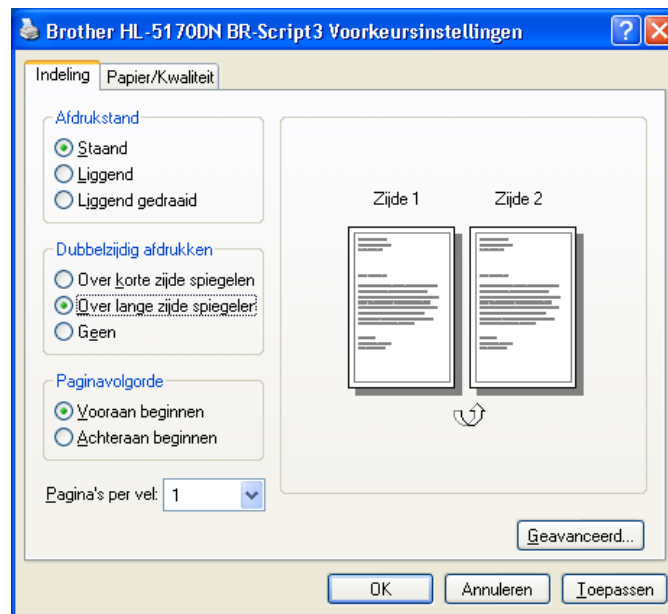 Brother HL-5170DN BR-Script3 Voorkeursinstellingen
Indeling
Papier/Kwaliteit
Afdrukstand
Staand
Liggend
Liggend gedraaid
Dubbelzijdig afdrukken
Over korte zijde spiegelen
Over lange zijde spiegeler
Geen
Paginavolgorde
Vooraan beginnen
Achteraan beginnen
Pagina's per vel: 1
Zijde 1
Zijde 2
Geavanceerd...
OK
Annuleren
Toepassen